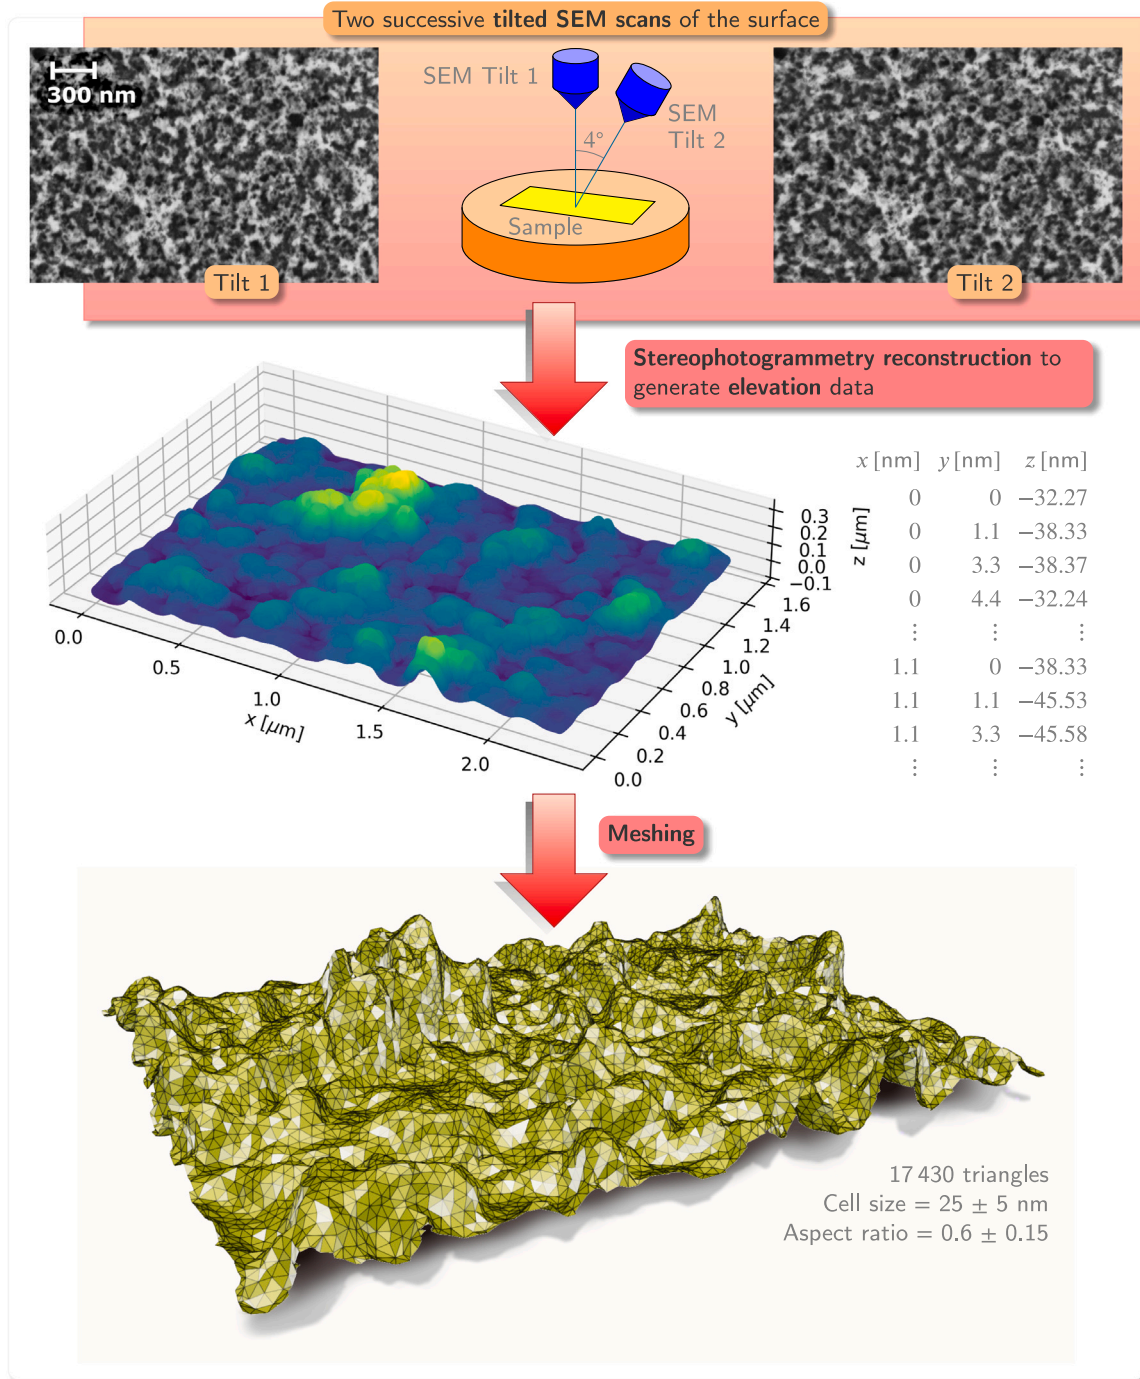 Two successive tilted SEM scans of the surface
300 nm
SEM Tilt 1
SEM
Tilt 2
4°
Sample
Tilt 1
Tilt 2
Stereophotogrammetry reconstruction to
generate elevation data
x [nm] y [nm] z [nm]
0 0 −32.27
0 1.1 −38.33
0 3.3 −38.37
0 4.4 −32.24
⋮ ⋮ ⋮
1.1 0 −38.33
1.1 1.1 −45.53
1.1 3.3 −45.58
⋮ ⋮ ⋮
0.3
0.2
0.1
0.0
−0.1
z [μm]
1.6
1.4
1.2
1.0
0.8
0.6
0.4
0.2
0.0
y [μm]
0.0
0.5
1.0
1.5
2.0
x [μm]
Meshing
17 430 triangles
Cell size = 25 ± 5 nm
Aspect ratio = 0.6 ± 0.15